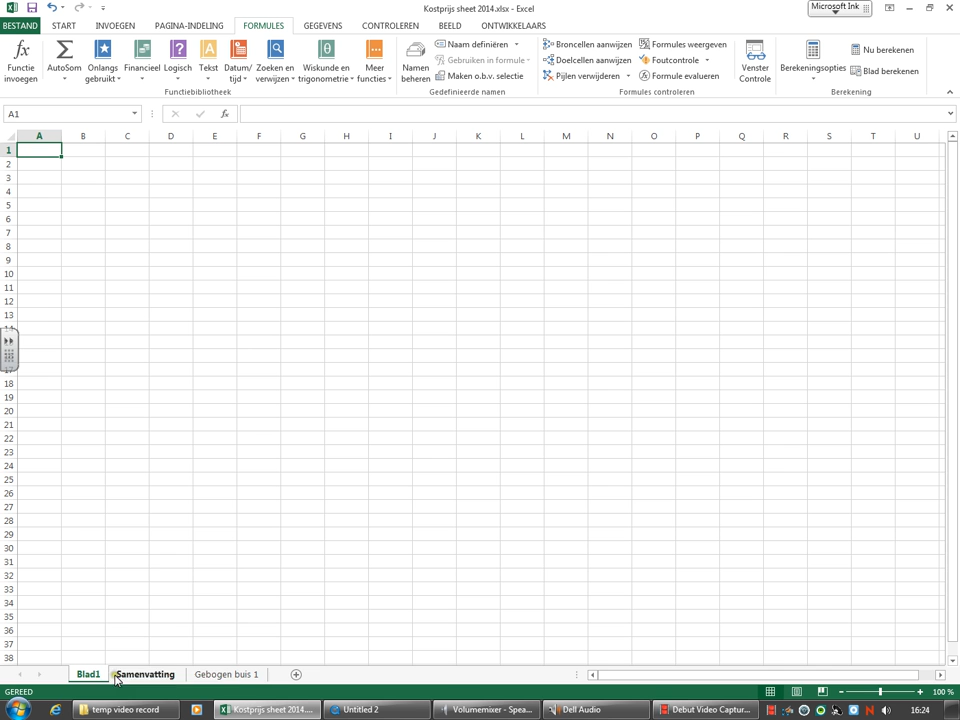 Kostprijs sheet 2014.xlsx - Excel
Microsoft Ink
BESTAND START INVOEGEN PAGINA-INDELING FORMULES GEGEVENS CONTROLEREN BEELD ONTWIKKELAARS
Functie invoegen
AutoSom
Onlangs gebruikt
Financieel
Logisch
Tekst
Datum/ tijd
Zoeken en verwijzen
Wiskunde en trigonometrie
Meer functies
Functiebibliotheek
Namen beheren
Naam definiëren
Gebruiken in formule
Maken o.b.v. selectie
Gedefinieerde namen
Broncellen aanwijzen
Doelcellen aanwijzen
Pijlen verwijderen
Formules weergeven
Foutcontrole
Formule evalueren
Formules controleren
Venster Controle
Berekeningsopties
Nu berekenen
Blad berekenen
Berekening
A1
fx
A B C D E F G H I J K L M N O P Q R S T U
1
2
3
4
5
6
7
8
9
10
11
12
13
18
19
20
21
22
23
24
25
26
27
28
29
30
31
32
33
34
35
36
37
38
Blad1 Samenvatting Gebogen buis 1
GEREED
100 %
temp video record
Kostprijs sheet 2014....
Untitled 2
Volumemixer - Spea...
Dell Audio
Debut Video Captur...
16:24